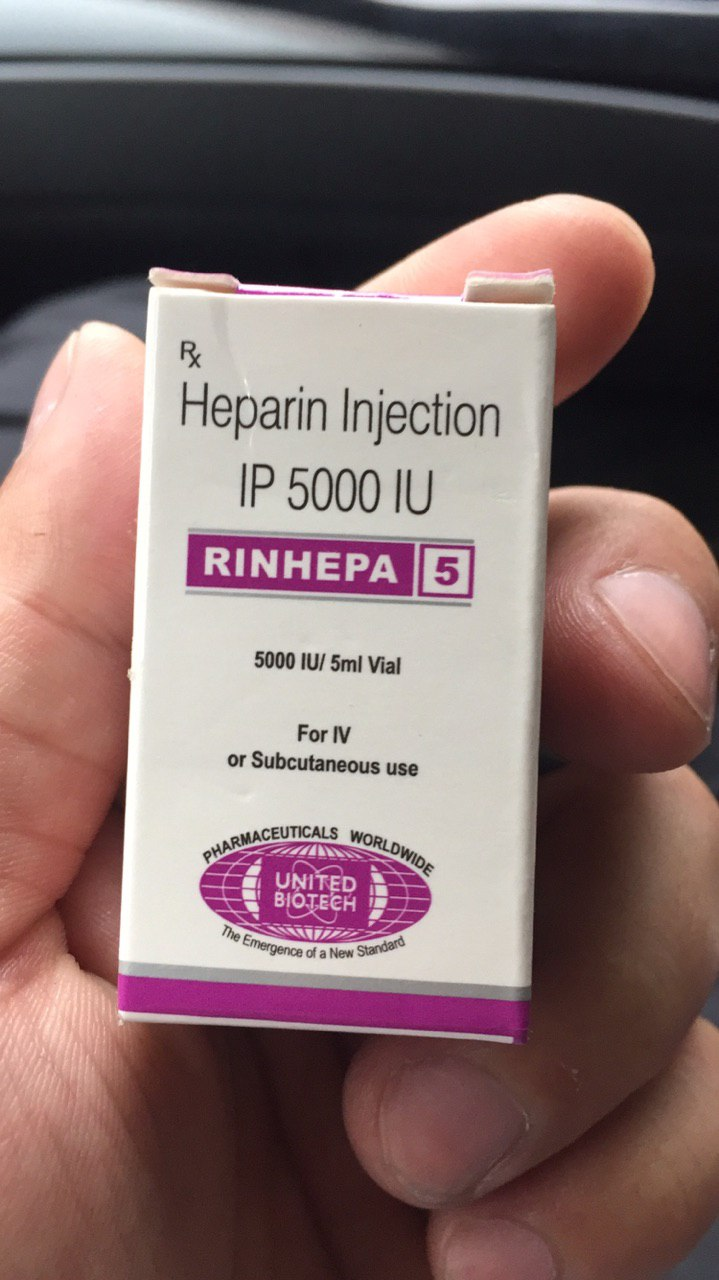 Rx
Heparin Injection
IP 5000 IU
RINHEPA 5
5000 IU/ 5ml Vial
For IV
or Subcutaneous use
PHARMACEUTICALS WORLDWIDE
UNITED
BIOTECH
The Emergence of a New Standard